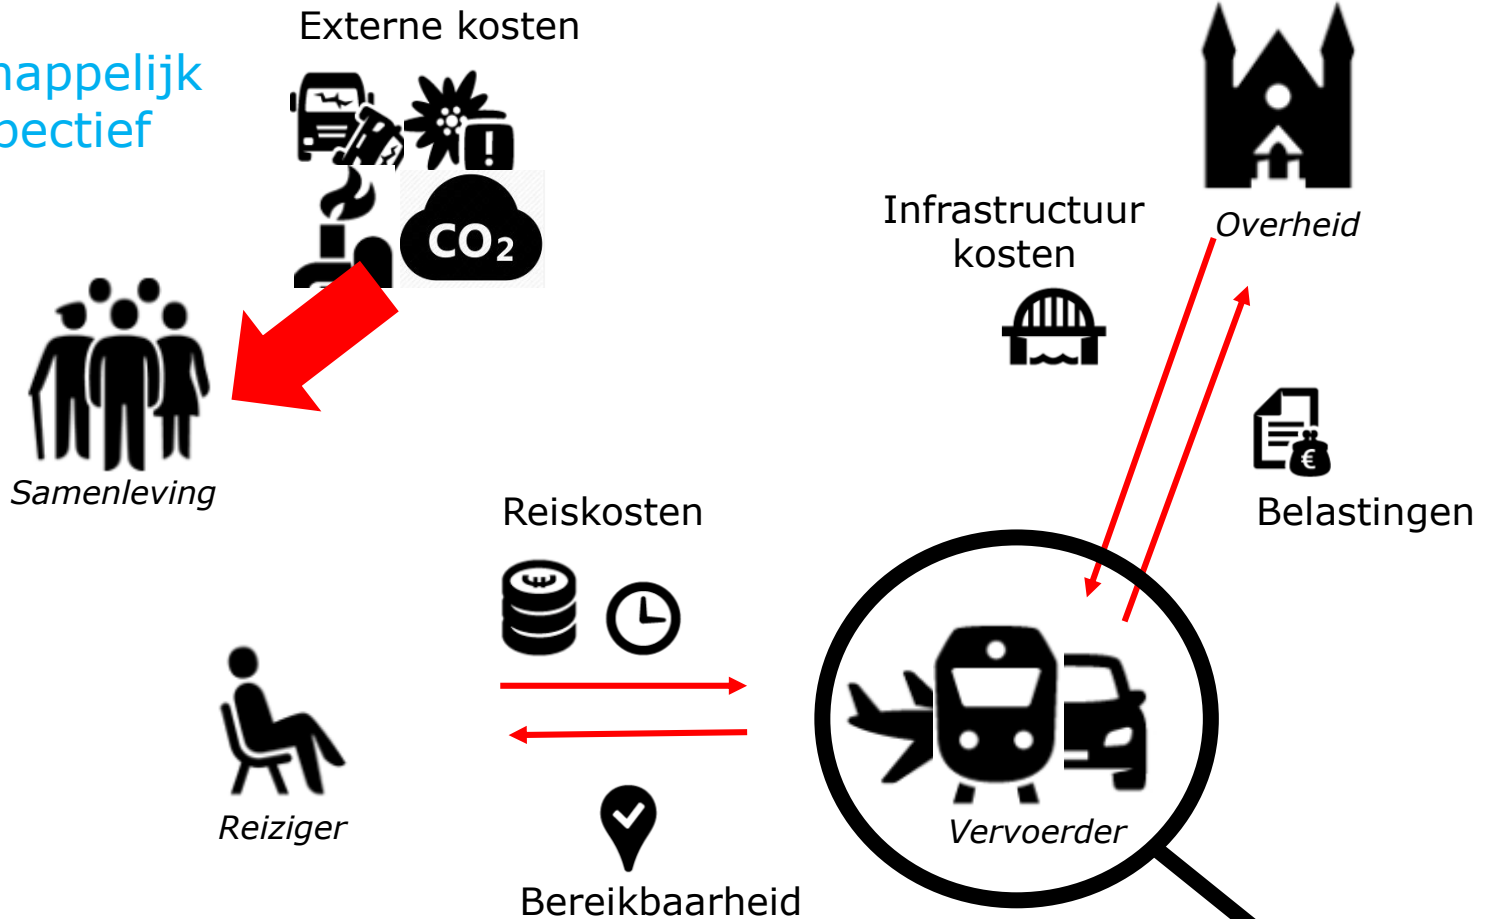 Externe kosten
happelijk
pectief
CO₂
Samenleving
Infrastructuur
kosten
Overheid
€
Belastingen
Reiskosten
Reiziger
Bereikbaarheid
Vervoerder